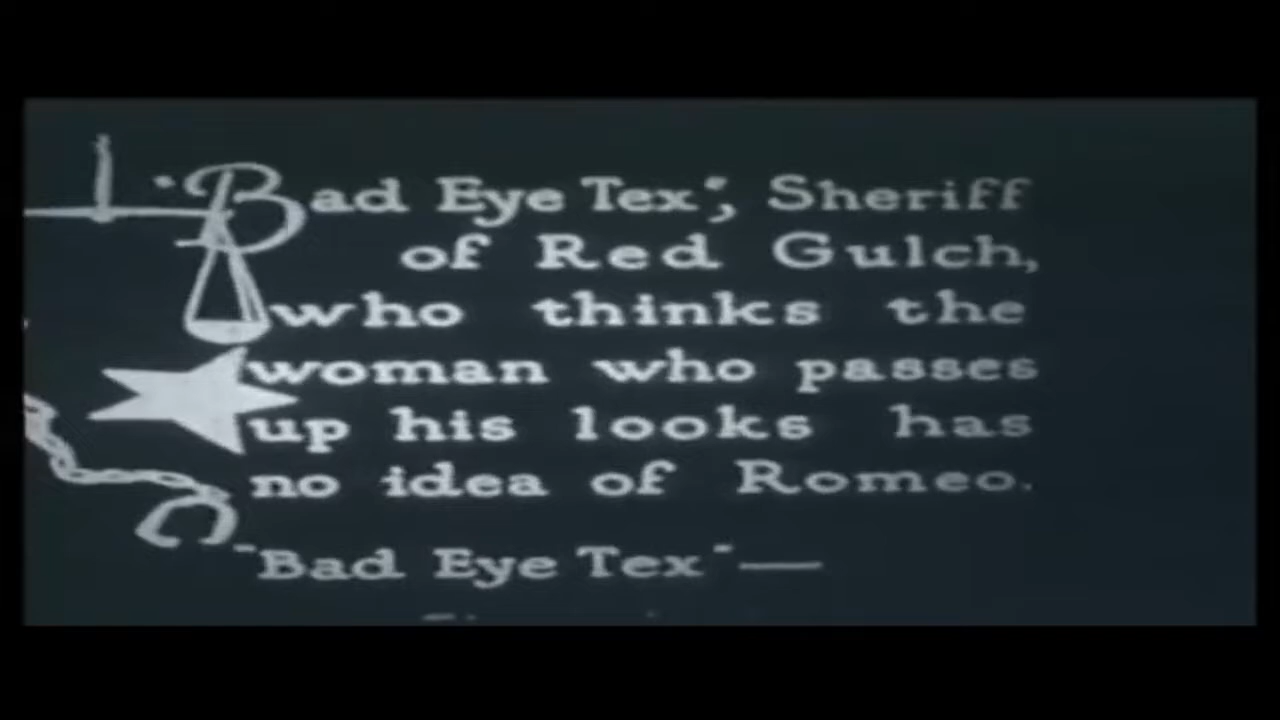 "Bad Eye Tex", Sheriff
of Red Gulch,
who thinks the
woman who passes
up his looks has
no idea of Romeo.
"Bad Eye Tex"—